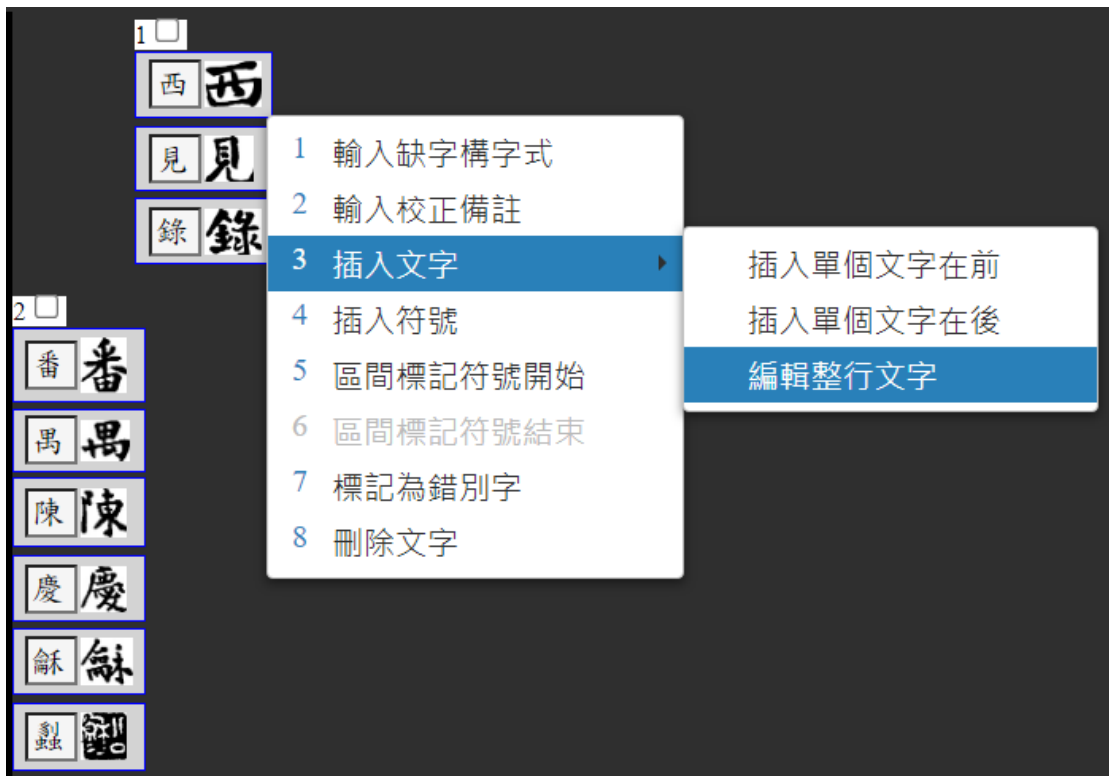 1
西 西
見 見
錄 錄
1 輸入缺字構字式
2 輸入校正備註
3 插入文字
4 插入符號
5 區間標記符號開始
6 區間標記符號結束
7 標記為錯別字
8 刪除文字
插入單個文字在前
插入單個文字在後
編輯整行文字
2
番 番
禺 禺
陳 陳
慶 慶
龢 龢